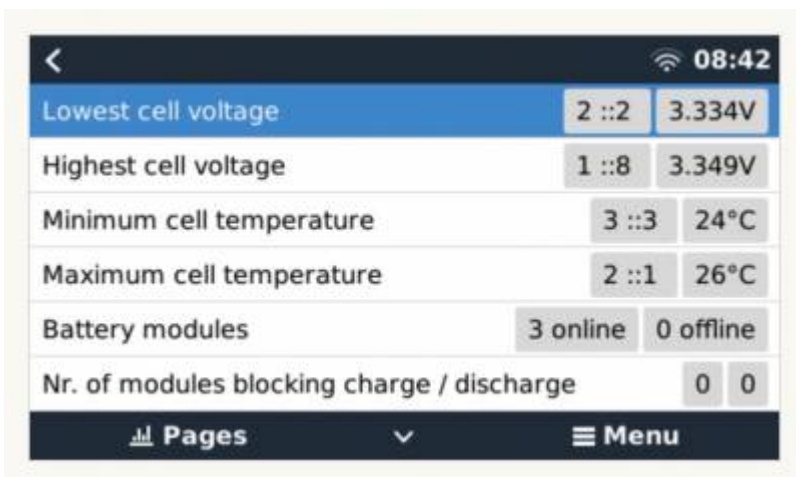 08:42
Lowest cell voltage 2 ::2 3.334V
Highest cell voltage 1 ::8 3.349V
Minimum cell temperature 3 ::3 24°C
Maximum cell temperature 2 ::1 26°C
Battery modules 3 online 0 offline
Nr. of modules blocking charge / discharge 0 0
Pages Menu